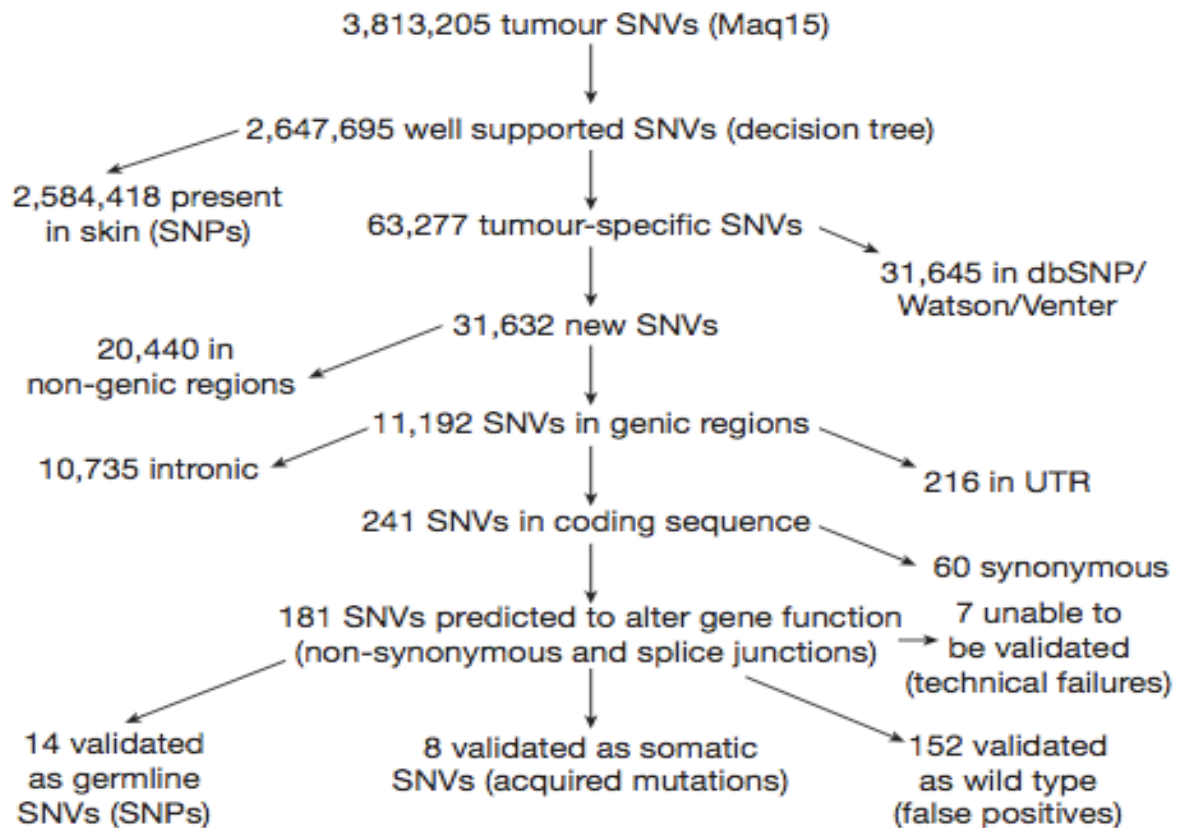 3,813,205 tumour SNVs (Maq15)
2,647,695 well supported SNVs (decision tree)
2,584,418 present
in skin (SNPs)
63,277 tumour-specific SNVs
31,645 in dbSNP/
Watson/Venter
31,632 new SNVs
20,440 in
non-genic regions
11,192 SNVs in genic regions
10,735 intronic
216 in UTR
241 SNVs in coding sequence
60 synonymous
181 SNVs predicted to alter gene function
(non-synonymous and splice junctions)
7 unable to
be validated
(technical failures)
14 validated
as germline
SNVs (SNPs)
8 validated as somatic
SNVs (acquired mutations)
152 validated
as wild type
(false positives)